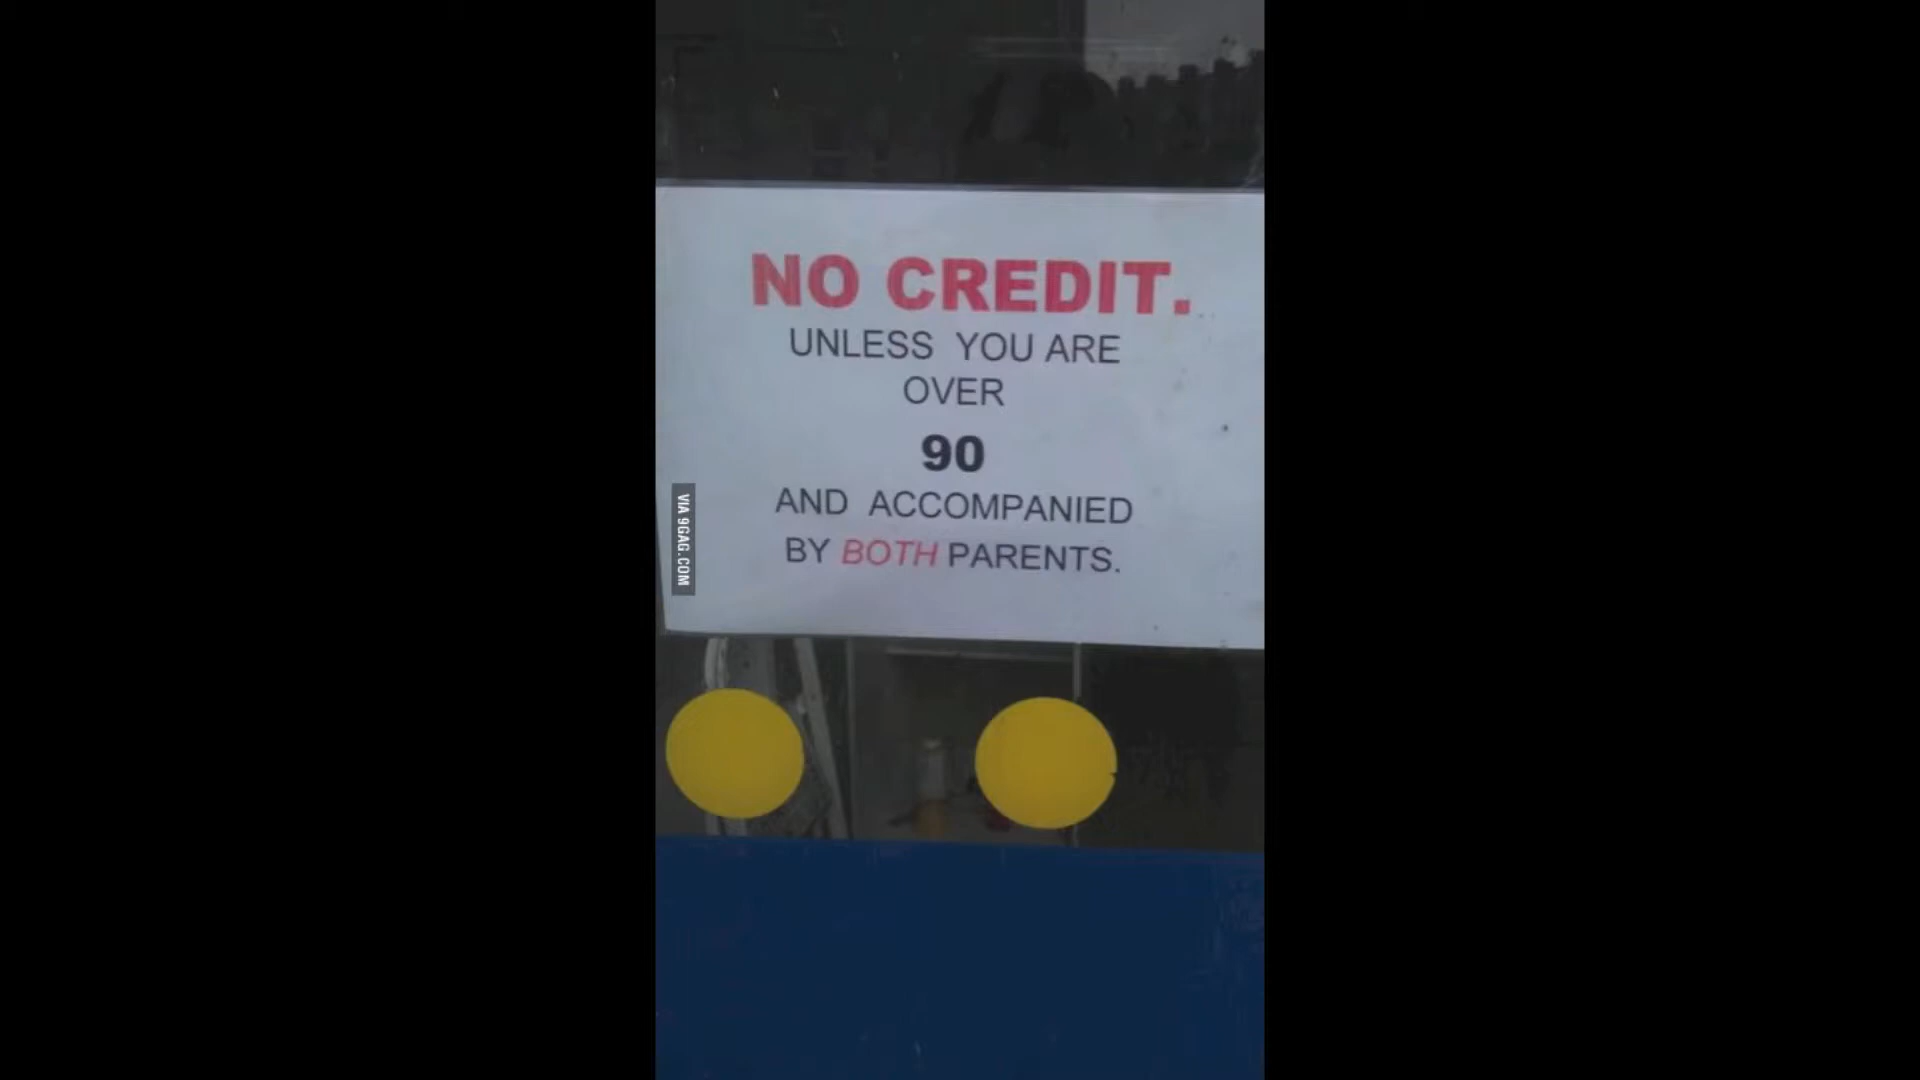 NO CREDIT.
UNLESS YOU ARE
OVER
90
AND ACCOMPANIED
BY BOTH PARENTS.
VIA 9GAG.COM